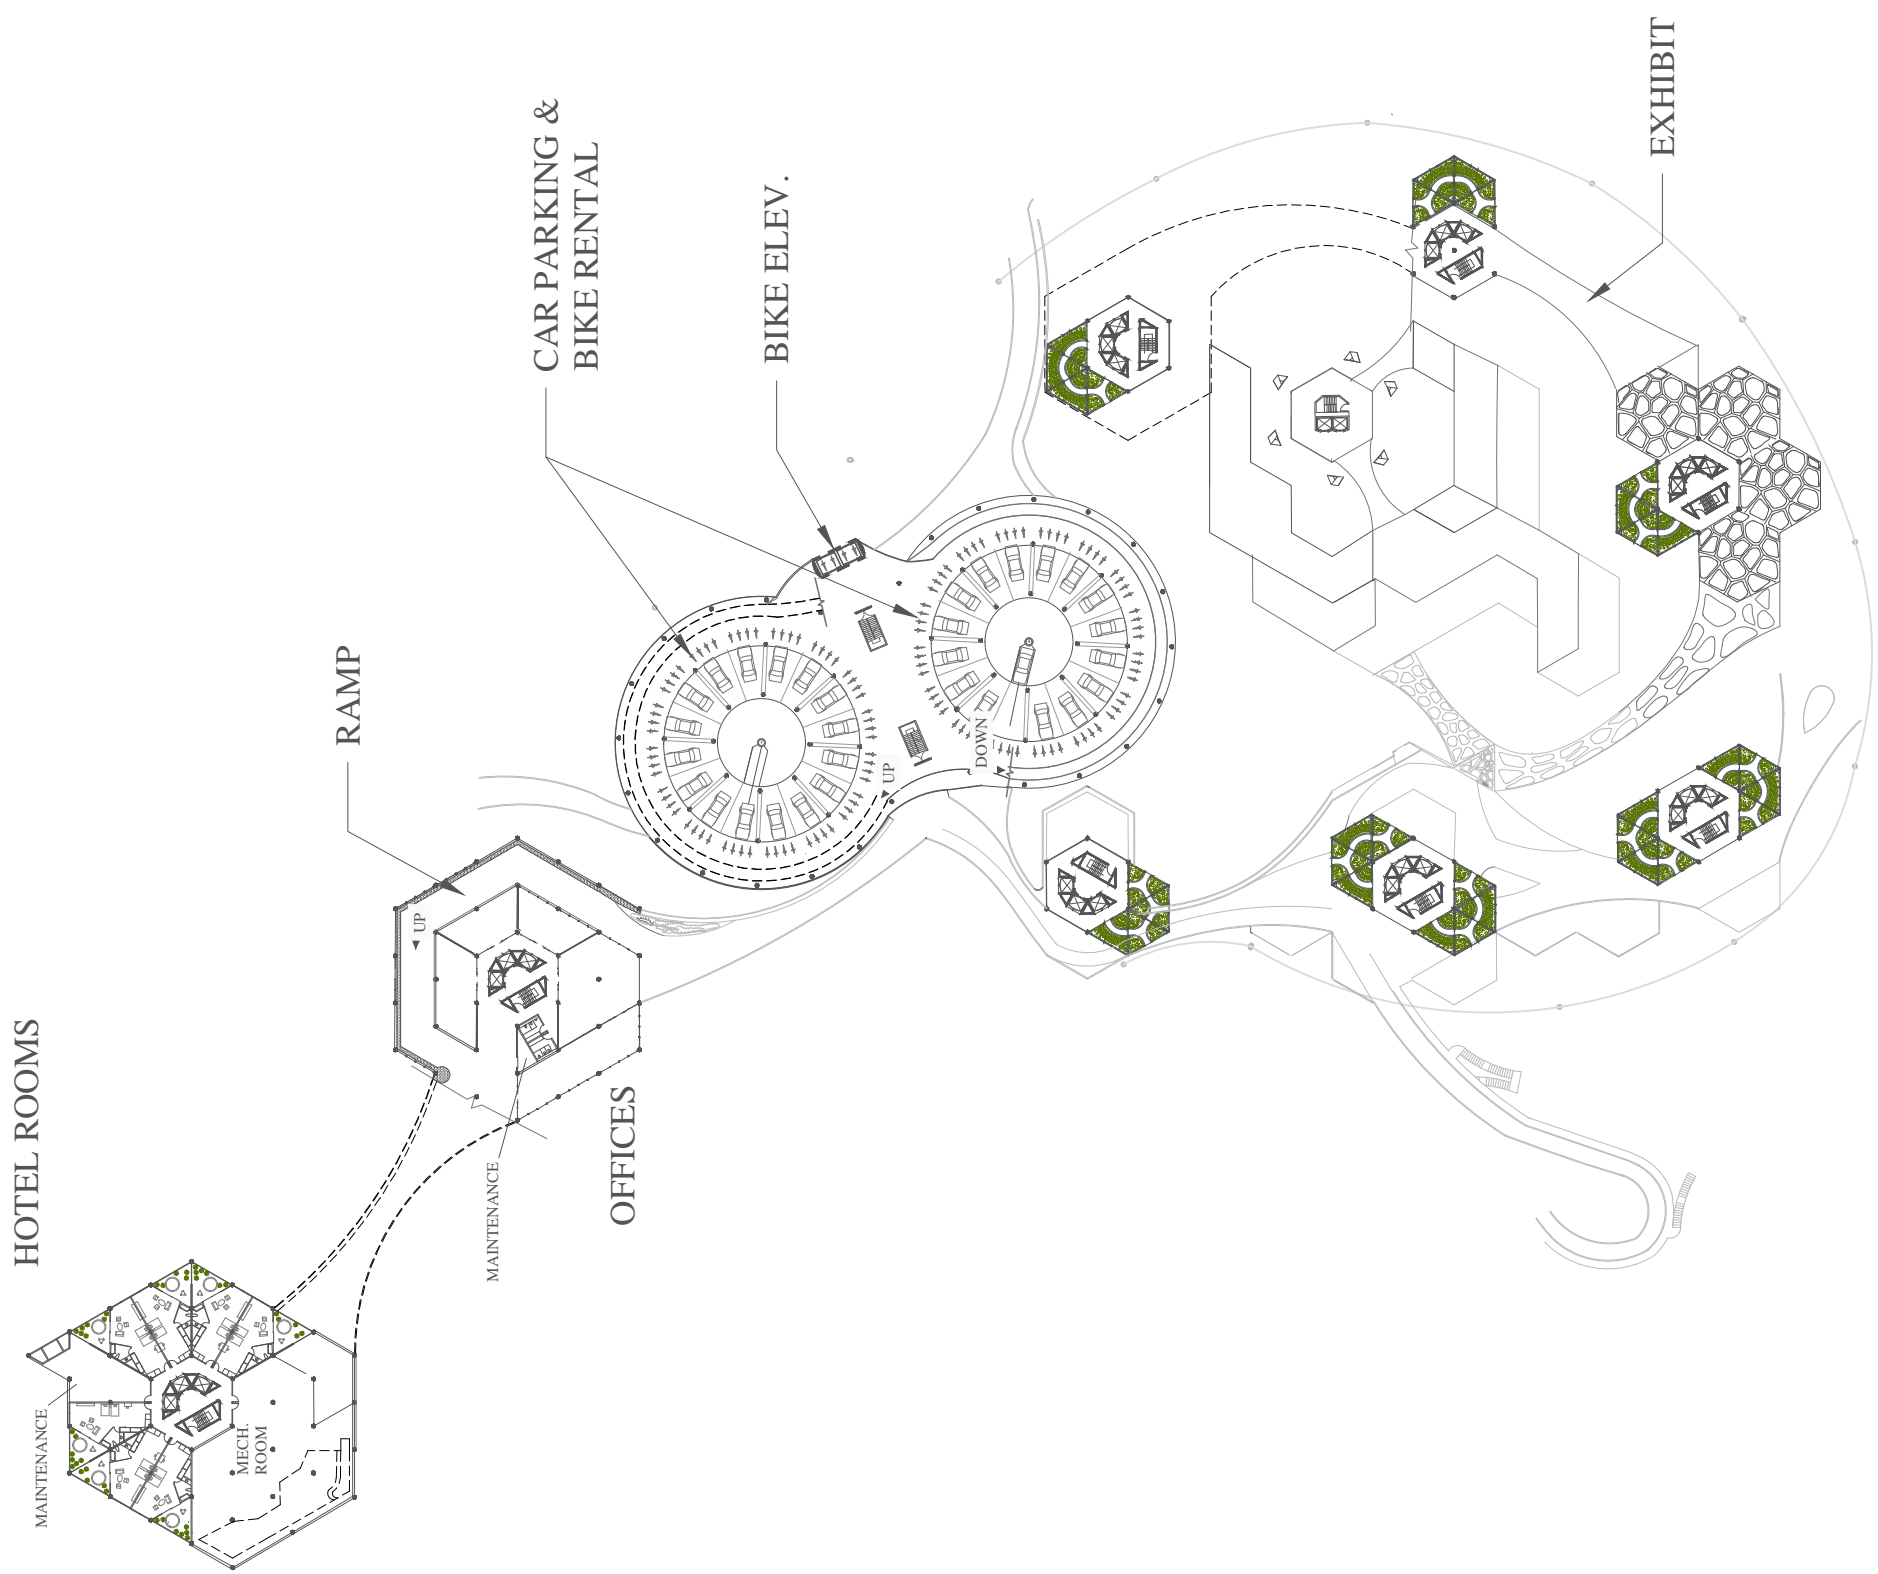 HOTEL ROOMS
MAINTENANCE
MECH.
ROOM
RAMP
UP
MAINTENANCE
OFFICES
CAR PARKING &
BIKE RENTAL
BIKE ELEV.
UP
DOWN
EXHIBIT